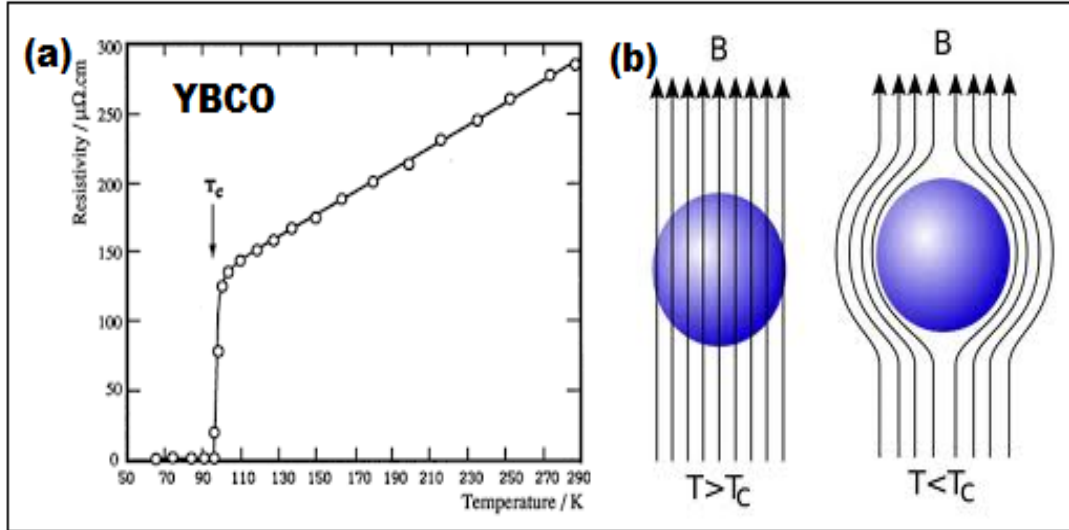 (a)
YBCO
Resistivity / μΩ.cm
300
250
200
150
100
50
0
Tc
50 70 90 110 130 150 170 190 210 230 250 270 290
Temperature / K
(b)
B
B
T>Tc
T<Tc